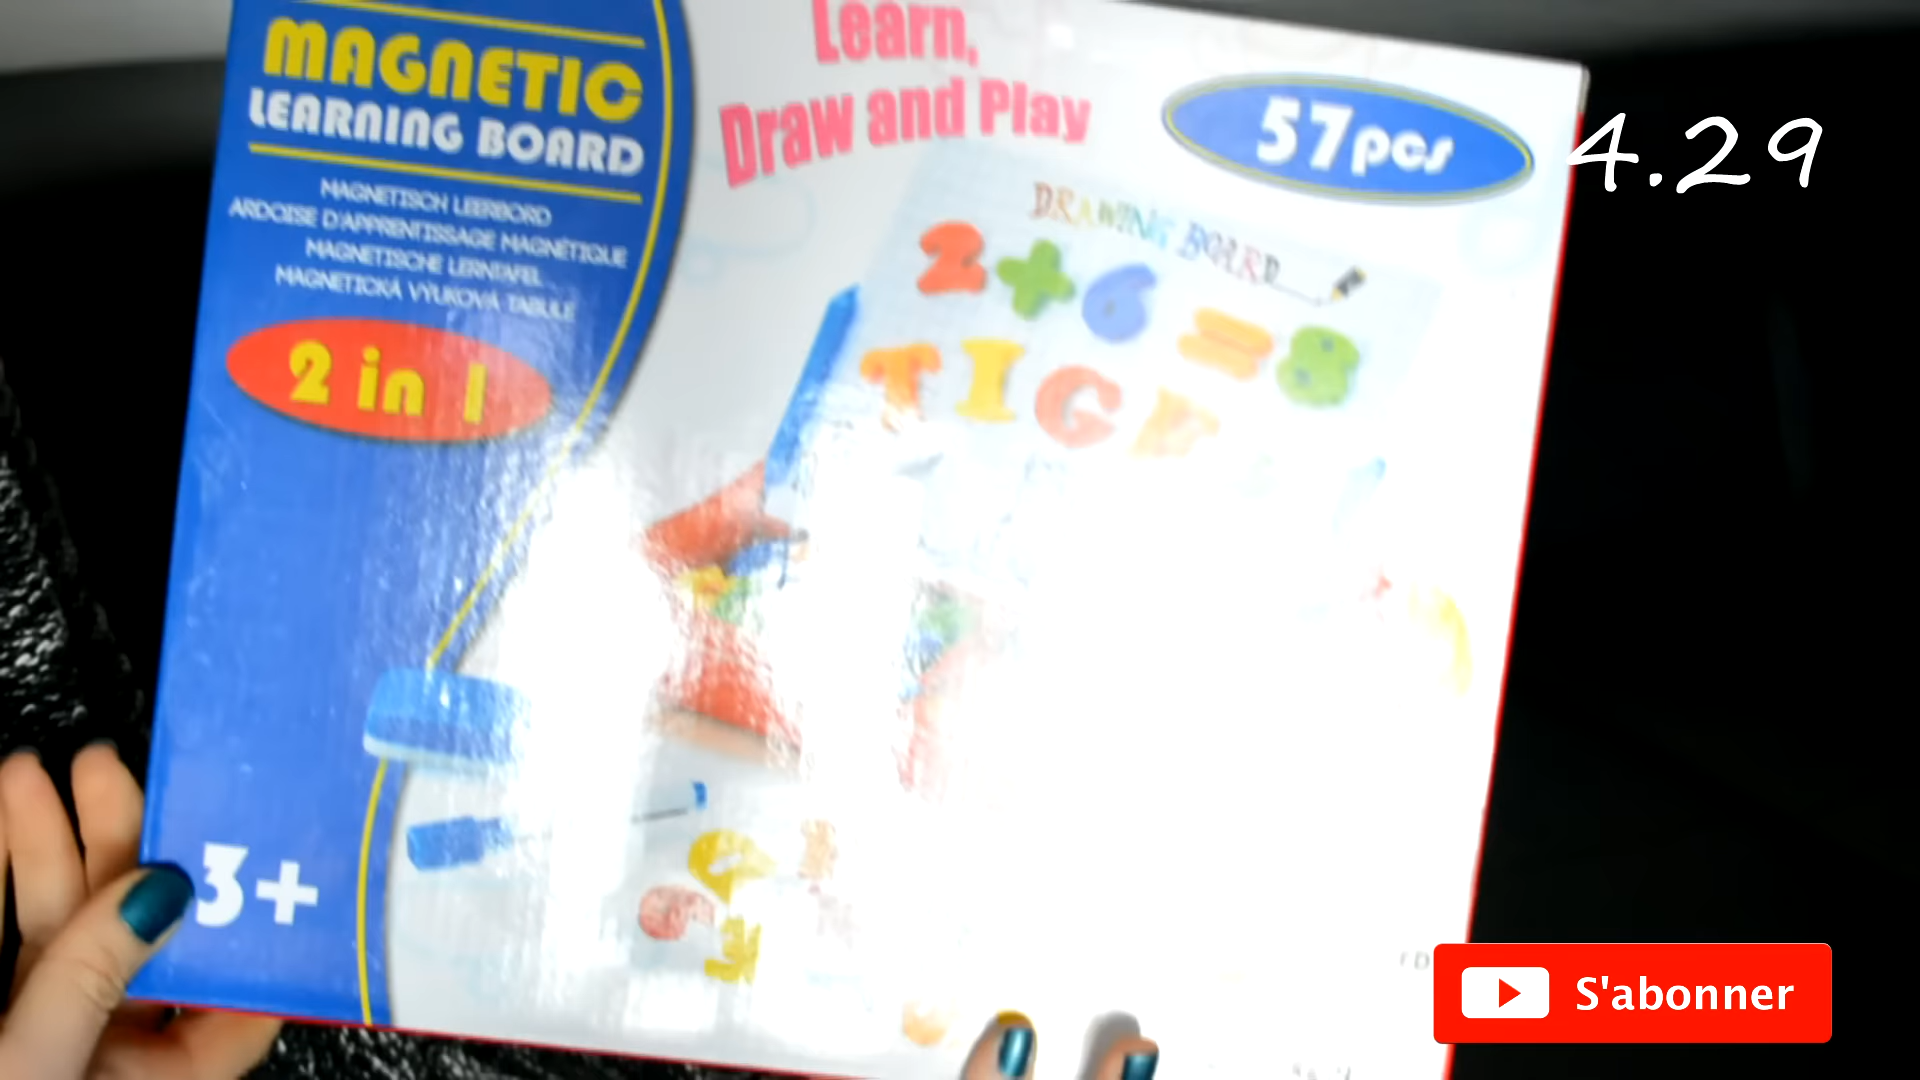 MAGNETIC
LEARNING BOARD
MAGNETISCH LEERBORD
ARDOISE D'APPRENTISSAGE MAGNÉTIQUE
MAGNETISCHE LERNTAFEL
MAGNETICKÁ VÝUKOVÁ TABULE
2 in 1
3+
Learn,
Draw and Play
57pcs
4.29
DRAWING BOARD
2+6=8
TIGE
S'abonner